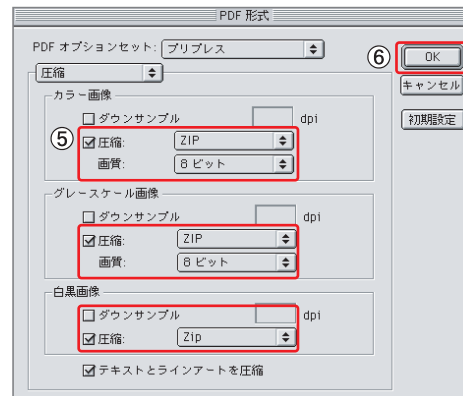 PDF 形式
PDF オプションセット: プリプレス
⑥ OK
圧縮
キャンセル
カラー画像
初期設定
ダウンサンプル dpi
⑤ 圧縮: ZIP
画質: 8 ビット
グレースケール画像
ダウンサンプル dpi
圧縮: ZIP
画質: 8 ビット
白黒画像
ダウンサンプル dpi
圧縮: Zip
テキストとラインアートを圧縮